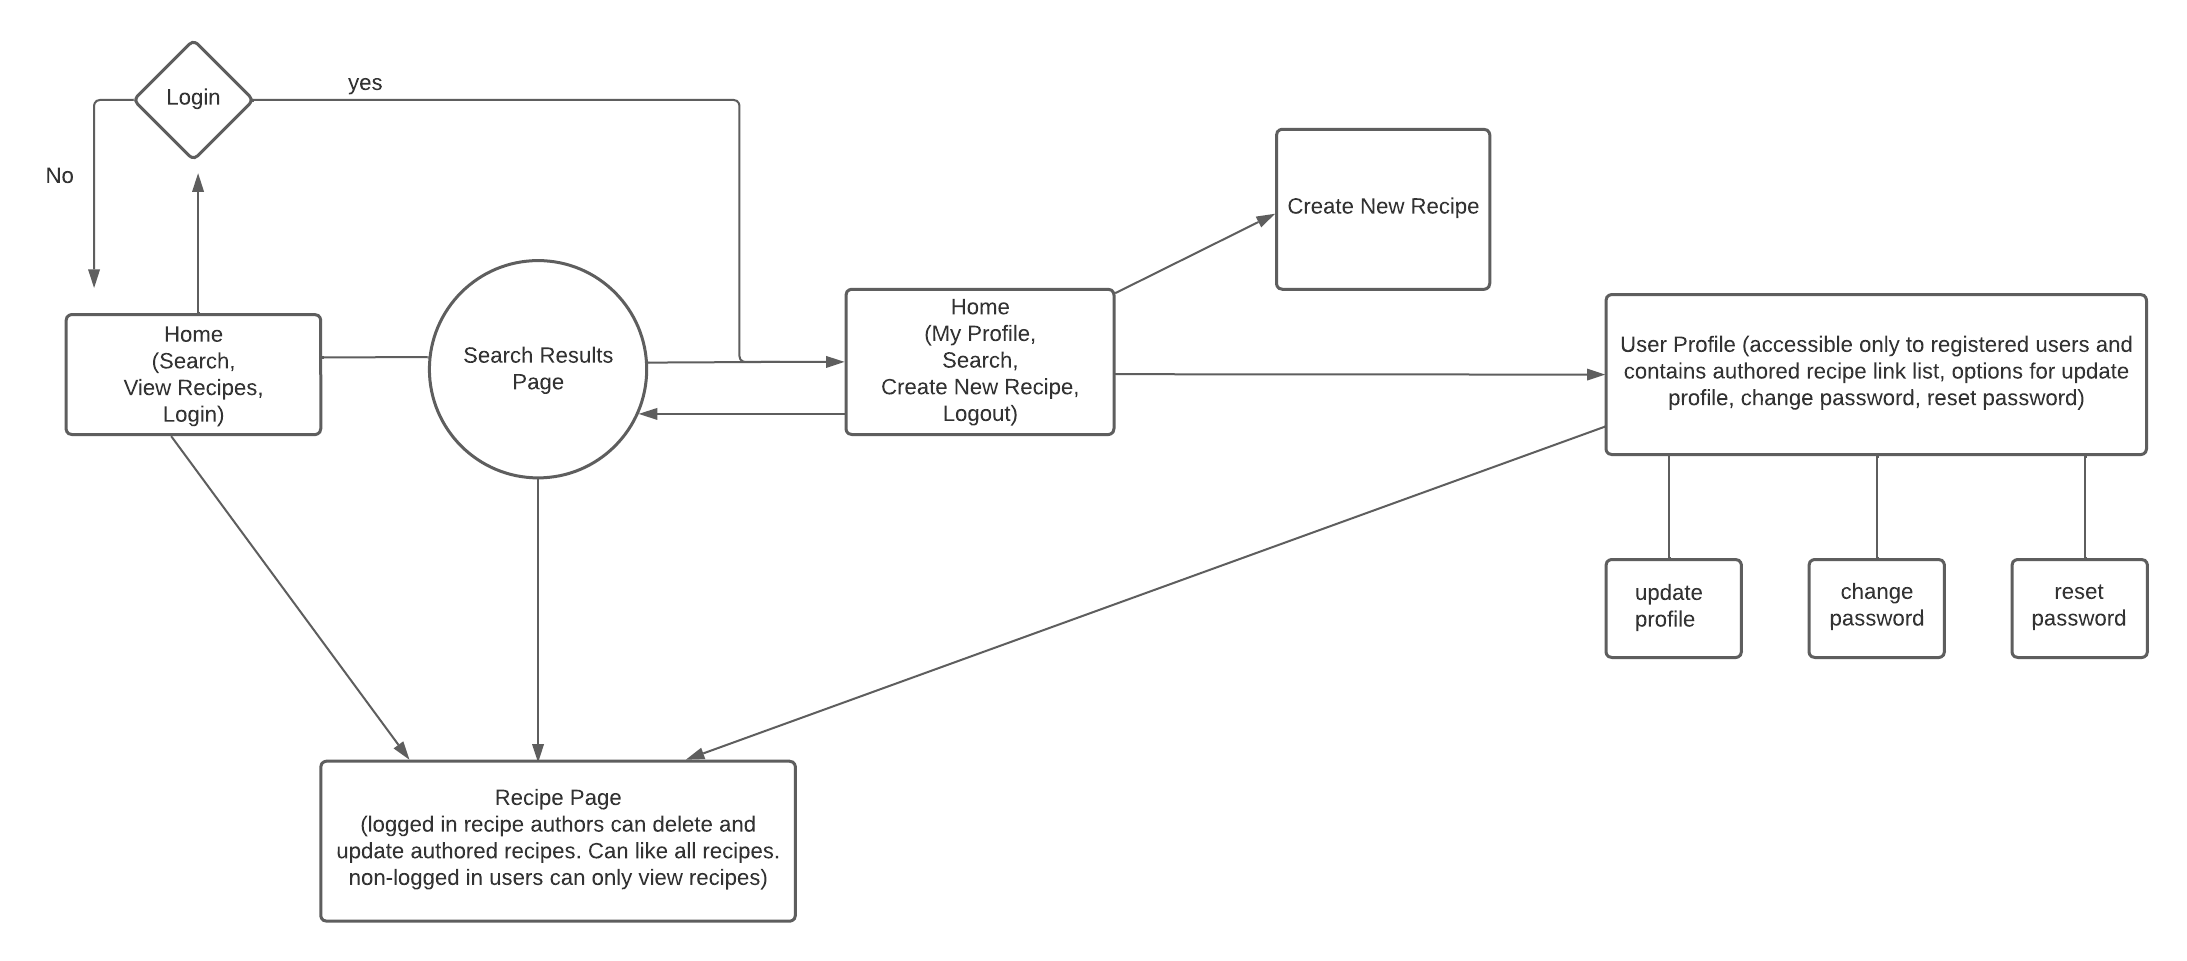 yes
Login
No
Create New Recipe
Home
(Search,
View Recipes,
Login)
Search Results
Page
Home
(My Profile,
Search,
Create New Recipe,
Logout)
User Profile (accessible only to registered users and
contains authored recipe link list, options for update
profile, change password, reset password)
update
profile
change
password
reset
password
Recipe Page
(logged in recipe authors can delete and
update authored recipes. Can like all recipes.
non-logged in users can only view recipes)